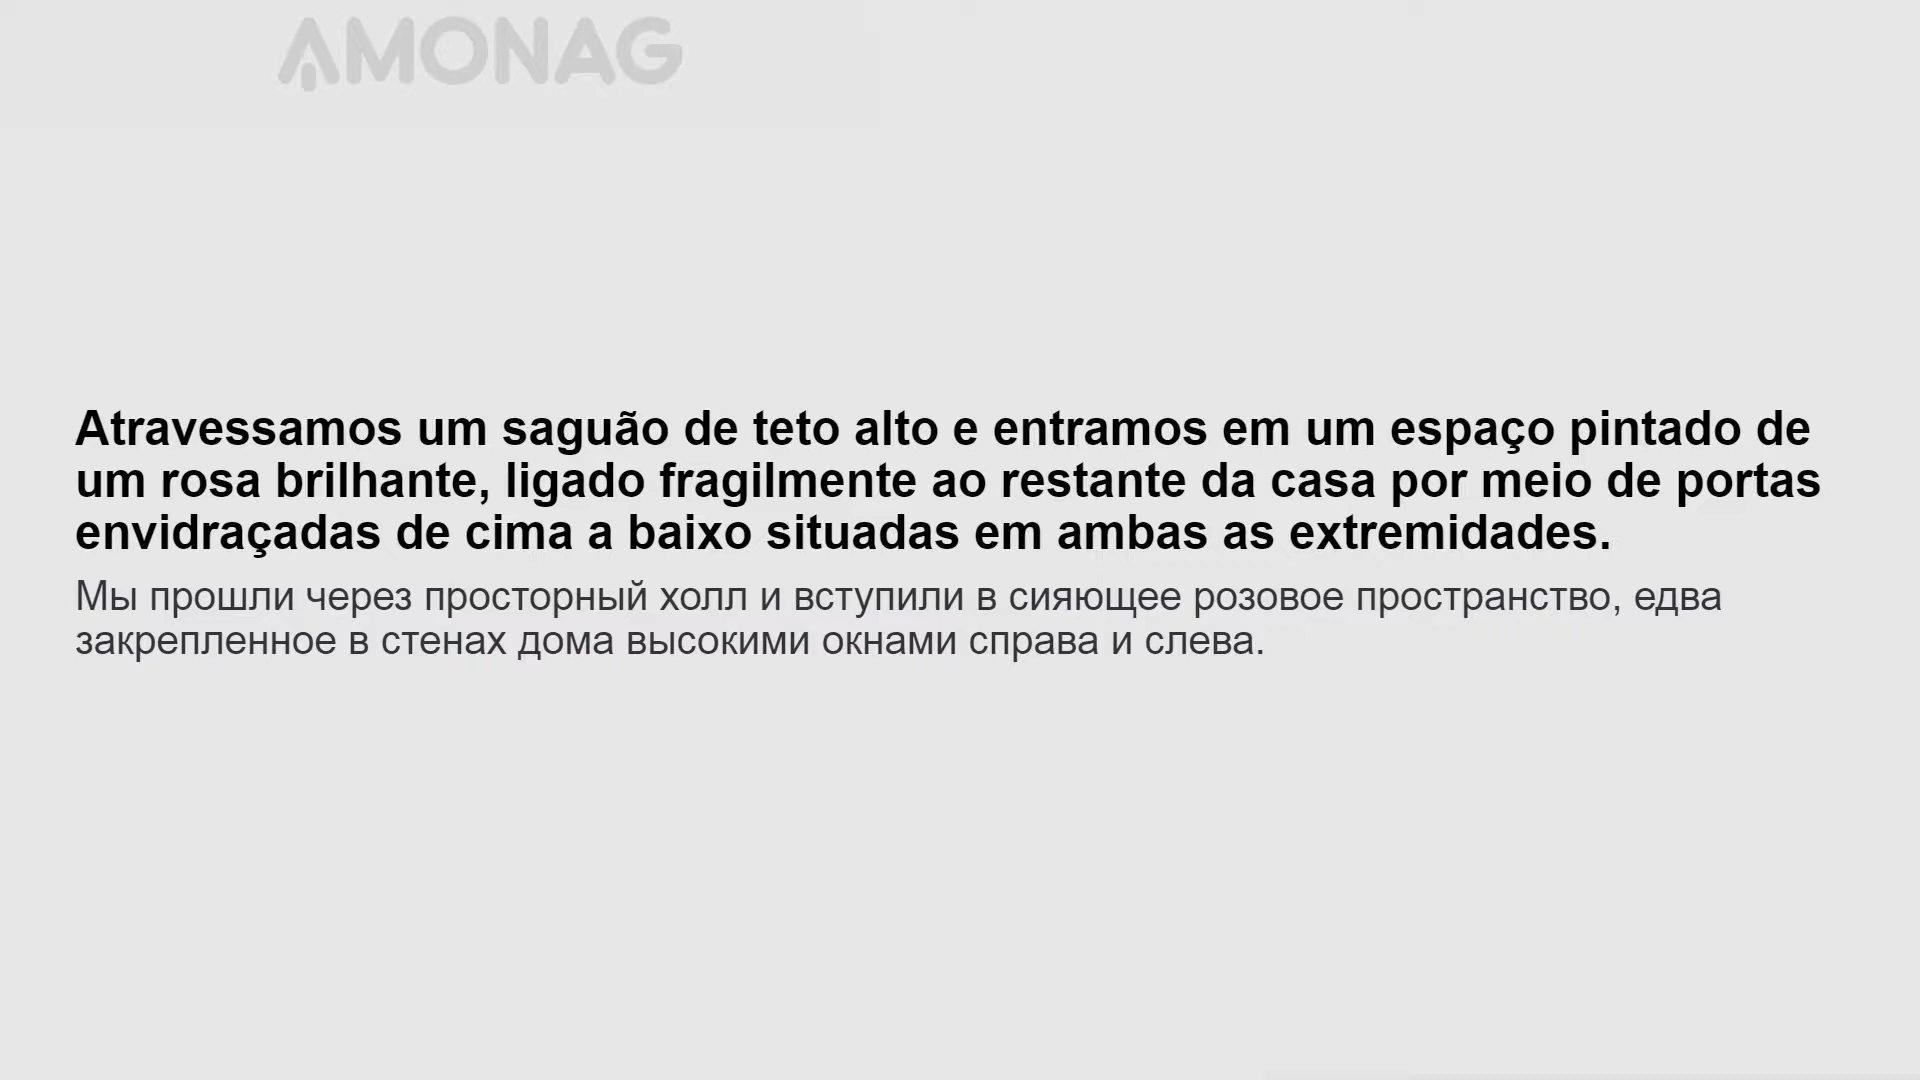 AMONAG
Atravessamos um saguão de teto alto e entramos em um espaço pintado de
um rosa brilhante, ligado fragilmente ao restante da casa por meio de portas
envidraçadas de cima a baixo situadas em ambas as extremidades.
Мы прошли через просторный холл и вступили в сияющее розовое пространство, едва
закрепленное в стенах дома высокими окнами справа и слева.